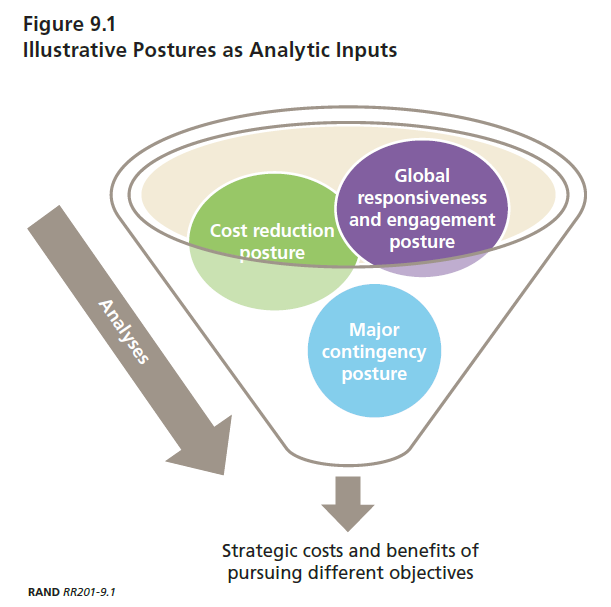 Figure 9.1
Illustrative Postures as Analytic Inputs
Global
responsiveness
and engagement
posture
Cost reduction
posture
Analyses
Major
contingency
posture
Strategic costs and benefits of
pursuing different objectives
RAND RR201-9.1